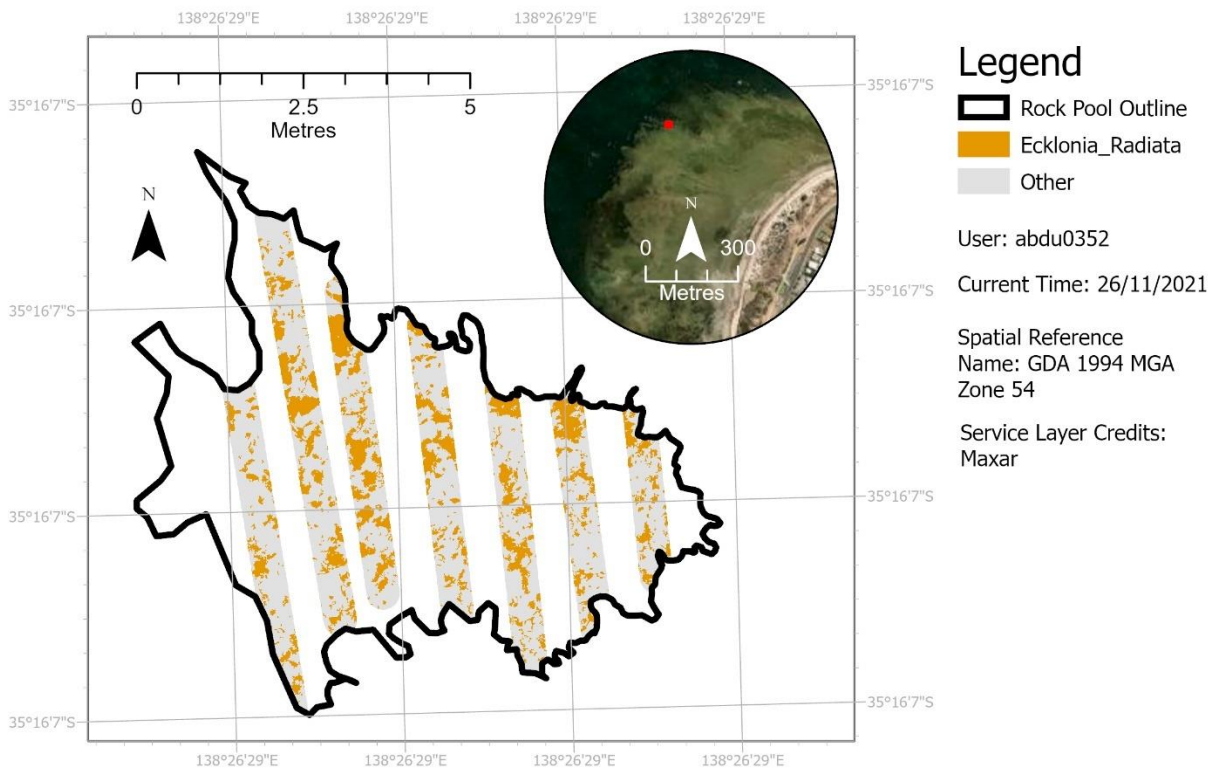 138°26'29"E 138°26'29"E 138°26'29"E 138°26'29"E
35°16'7"S 35°16'7"S
35°16'7"S 35°16'7"S
35°16'7"S 35°16'7"S
35°16'7"S 35°16'7"S
138°26'29"E 138°26'29"E 138°26'29"E 138°26'29"E
0 2.5 5
Metres
N
N
0 300
Metres
Legend
Rock Pool Outline
Ecklonia_Radiata
Other
User: abdu0352
Current Time: 26/11/2021
Spatial Reference
Name: GDA 1994 MGA
Zone 54
Service Layer Credits:
Maxar